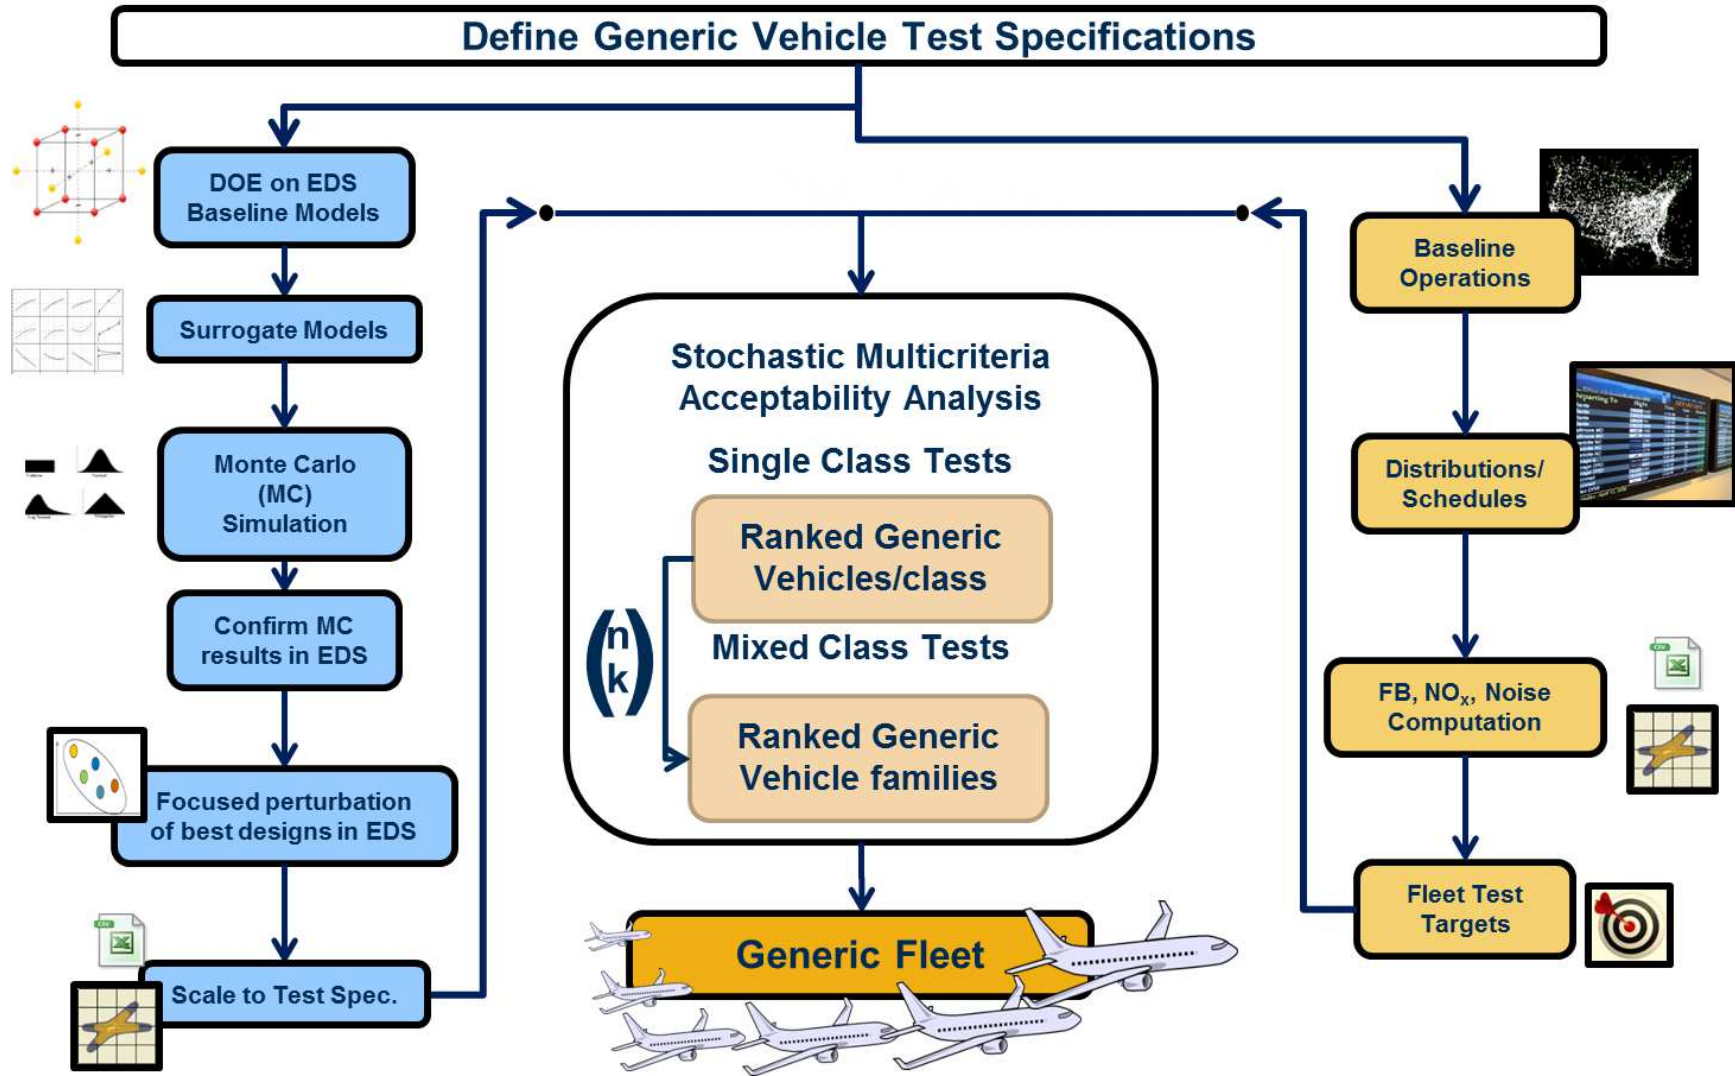 Define Generic Vehicle Test Specifications
DOE on EDS
Baseline Models
Surrogate Models
Monte Carlo
(MC)
Simulation
Confirm MC
results in EDS
Focused perturbation
of best designs in EDS
CSV
Scale to Test Spec.
Stochastic Multicriteria
Acceptability Analysis
Single Class Tests
Ranked Generic
Vehicles/class
n
k
Mixed Class Tests
Ranked Generic
Vehicle families
Generic Fleet
Baseline
Operations
Distributions/
Schedules
FB, NOₓ, Noise
Computation
CSV
Fleet Test
Targets